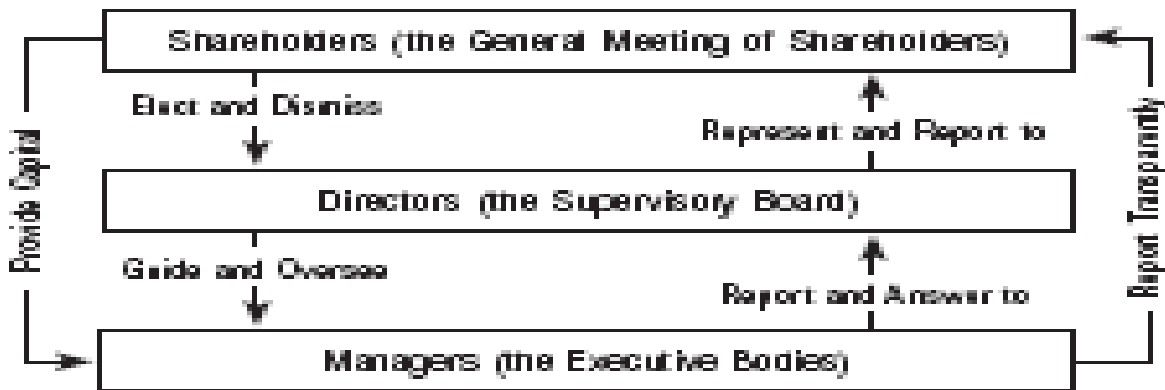 Shareholders (the General Meeting of Shareholders)
Elect and Dismiss
Represent and Report to
Provide Capital
Report Transparently
Directors (the Supervisory Board)
Guide and Oversee
Report and Answer to
Managers (the Executive Bodies)